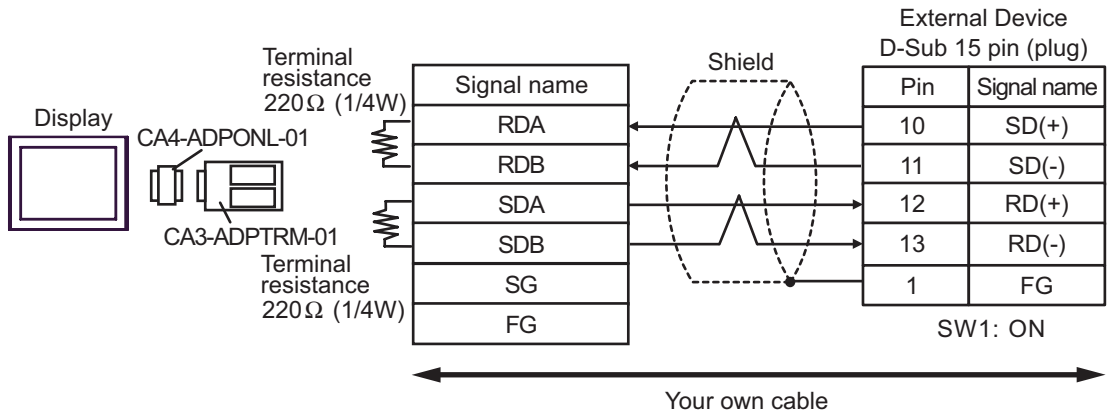 External Device
D-Sub 15 pin (plug)
Terminal
resistance
220Ω (1/4W)
Shield
Signal name
Pin Signal name
Display
CA4-ADPONL-01
RDA 10 SD(+)
RDB 11 SD(-)
SDA 12 RD(+)
CA3-ADPTRM-01
SDB 13 RD(-)
Terminal
resistance
220Ω (1/4W)
SG 1 FG
FG
SW1: ON
Your own cable